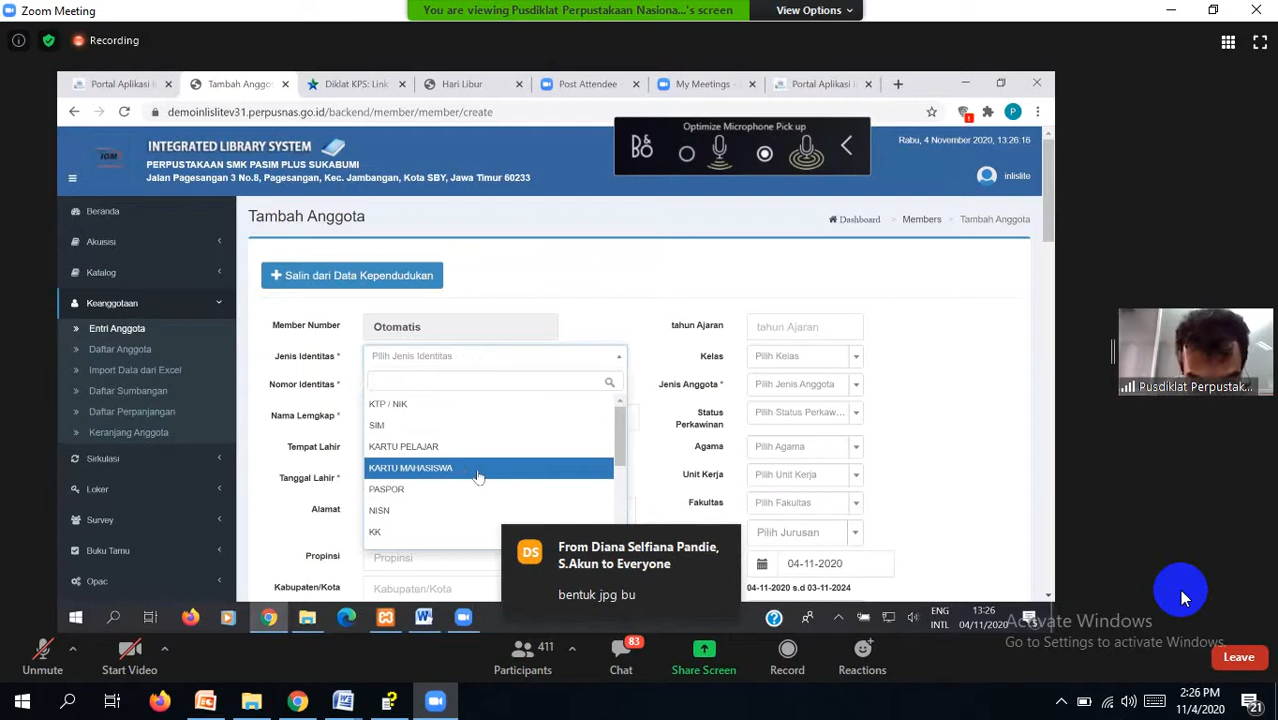 Zoom Meeting
You are viewing Pusdiklat Perpustakaan Nasiona...'s screen
View Options
Recording
Portal Aplikasi I
Tambah Anggo
Diklat KPS: Link
Hari Libur
Post Attendee
My Meetings -
Portal Aplikasi In
demoinlislitev31.perpusnas.go.id/backend/member/member/create
P
Optimize Microphone Pick up
INTEGRATED LIBRARY SYSTEM
PERPUSTAKAAN SMK PASIM PLUS SUKABUMI
Jalan Pagesangan 3 No.8, Pagesangan, Kec. Jambangan, Kota SBY, Jawa Timur 60233
Rabu, 4 November 2020, 13:26:16
inlislite
Beranda
Akuisisi
Katalog
Keanggotaan
Entri Anggota
Daftar Anggota
Import Data dari Excel
Daftar Sumbangan
Daftar Perpanjangan
Keranjang Anggota
Sirkulasi
Loker
Survey
Buku Tamu
Opac
Tambah Anggota
Dashboard > Members > Tambah Anggota
+ Salin dari Data Kependudukan
Member Number
Otomatis
Jenis Identitas *
Pilih Jenis Identitas
KTP / NIK
SIM
KARTU PELAJAR
KARTU MAHASISWA
PASPOR
NISN
KK
Nomor Identitas *
Nama Lemgkap *
Tempat Lahir
Tanggal Lahir *
Alamat
Propinsi
Propinsi
Kabupaten/Kota
Kabupaten/Kota
tahun Ajaran
tahun Ajaran
Kelas
Pilih Kelas
Jenis Anggota *
Pilih Jenis Anggota
Status
Perkawinan
Pilih Status Perkaw...
Agama
Pilih Agama
Unit Kerja
Pilih Unit Kerja
Fakultas
Pilih Fakultas
Pilih Jurusan
04-11-2020
04-11-2020 s.d 03-11-2024
DS
From Diana Selfiana Pandie,
S.Akun to Everyone
bentuk jpg bu
Pusdiklat Perpustak...
ENG
INTL
13:26
04/11/2020
Activate Windows
Go to Settings to activate Windows.
Unmute
Start Video
411
Participants
83
Chat
Share Screen
Record
Reactions
Leave
2:26 PM
11/4/2020
21